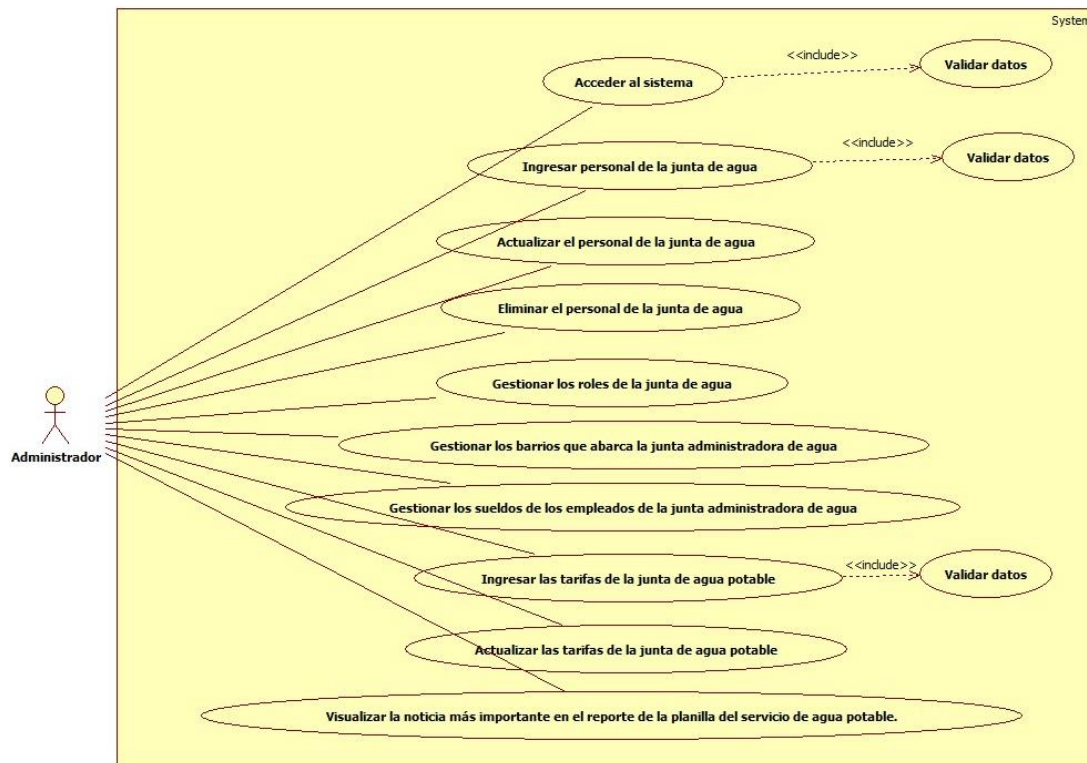 System
<<include>>
Validar datos
Acceder al sistema
<<include>>
Validar datos
Ingresar personal de la junta de agua
Actualizar el personal de la junta de agua
Eliminar el personal de la junta de agua
Gestionar los roles de la junta de agua
Administrador
Gestionar los barrios que abarca la junta administradora de agua
Gestionar los sueldos de los empleados de la junta administradora de agua
<<include>>
Validar datos
Ingresar las tarifas de la junta de agua potable
Actualizar las tarifas de la junta de agua potable
Visualizar la noticia más importante en el reporte de la planilla del servicio de agua potable.